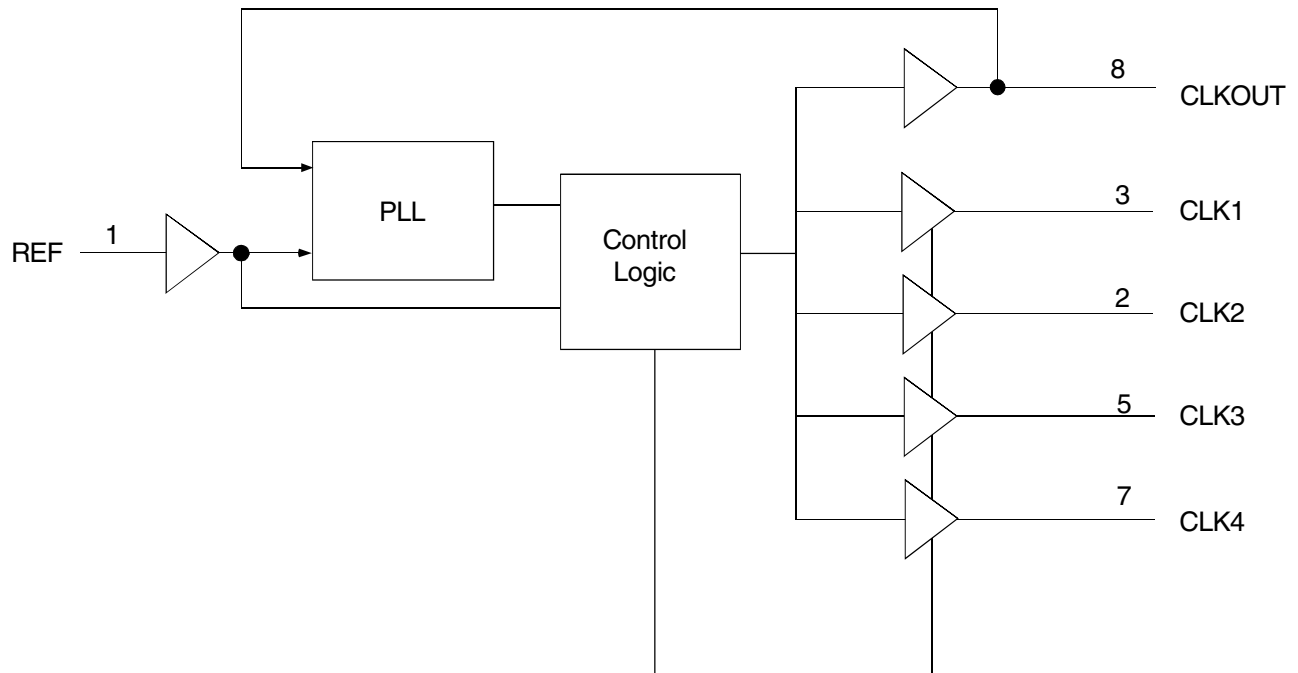 8
CLKOUT
PLL
3
CLK1
REF
1
Control
Logic
2
CLK2
5
CLK3
7
CLK4